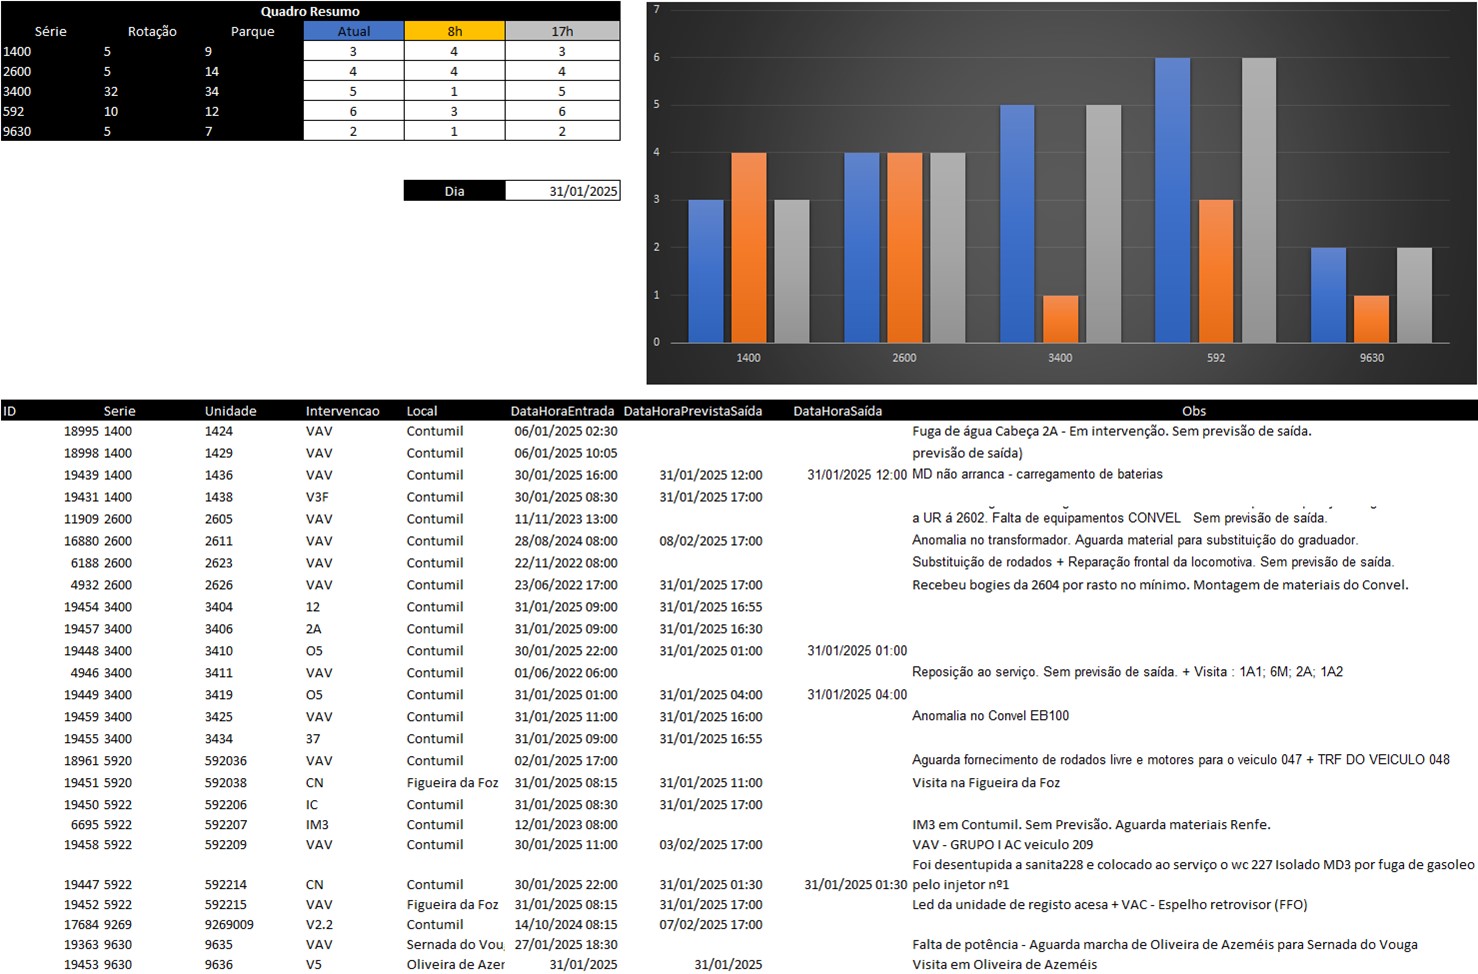 Quadro Resumo
Série Rotação Parque Atual 8h 17h
1400 5 9 3 4 3
2600 5 14 4 4 4
3400 32 34 5 1 5
592 10 12 6 3 6
9630 5 7 2 1 2
Dia 31/01/2025
7
6
5
4
3
2
1
0
1400 2600 3400 592 9630
ID Serie Unidade Intervencao Local DataHoraEntrada DataHoraPrevistaSaída DataHoraSaída Obs
18995 1400 1424 VAV Contumil 06/01/2025 02:30 Fuga de água Cabeça 2A - Em intervenção. Sem previsão de saída.
18998 1400 1429 VAV Contumil 06/01/2025 10:05 previsão de saída)
19439 1400 1436 VAV Contumil 30/01/2025 16:00 31/01/2025 12:00 31/01/2025 12:00 MD não arranca - carregamento de baterias
19431 1400 1438 V3F Contumil 30/01/2025 08:30 31/01/2025 17:00
11909 2600 2605 VAV Contumil 11/11/2023 13:00 a UR á 2602. Falta de equipamentos CONVEL Sem previsão de saída.
16880 2600 2611 VAV Contumil 28/08/2024 08:00 08/02/2025 17:00 Anomalia no transformador. Aguarda material para substituição do graduador.
6188 2600 2623 VAV Contumil 22/11/2022 08:00 Substituição de rodados + Reparação frontal da locomotiva. Sem previsão de saída.
4932 2600 2626 VAV Contumil 23/06/2022 17:00 31/01/2025 17:00 Recebeu bogies da 2604 por rasto no mínimo. Montagem de materiais do Convel.
19454 3400 3404 12 Contumil 31/01/2025 09:00 31/01/2025 16:55
19457 3400 3406 2A Contumil 31/01/2025 09:00 31/01/2025 16:30
19448 3400 3410 O5 Contumil 30/01/2025 22:00 31/01/2025 01:00 31/01/2025 01:00
4946 3400 3411 VAV Contumil 01/06/2022 06:00 Reposição ao serviço. Sem previsão de saída. + Visita : 1A1; 6M; 2A; 1A2
19449 3400 3419 O5 Contumil 31/01/2025 01:00 31/01/2025 04:00 31/01/2025 04:00
19459 3400 3425 VAV Contumil 31/01/2025 11:00 31/01/2025 16:00 Anomalia no Convel EB100
19455 3400 3434 37 Contumil 31/01/2025 09:00 31/01/2025 16:55
18961 5920 592036 VAV Contumil 02/01/2025 17:00 Aguarda fornecimento de rodados livre e motores para o veiculo 047 + TRF DO VEICULO 048
19451 5920 592038 CN Figueira da Foz 31/01/2025 08:15 31/01/2025 11:00 Visita na Figueira da Foz
19450 5922 592206 IC Contumil 31/01/2025 08:30 31/01/2025 17:00
6695 5922 592207 IM3 Contumil 12/01/2023 08:00 IM3 em Contumil. Sem Previsão. Aguarda materiais Renfe.
19458 5922 592209 VAV Contumil 30/01/2025 11:00 03/02/2025 17:00 VAV - GRUPO I AC veiculo 209
Foi desentupida a sanita228 e colocado ao serviço o wc 227 Isolado MD3 por fuga de gasoleo
19447 5922 592214 CN Contumil 30/01/2025 22:00 31/01/2025 01:30 31/01/2025 01:30 pelo injetor nº1
19452 5922 592215 VAV Figueira da Foz 31/01/2025 08:15 31/01/2025 17:00 Led da unidade de registo acesa + VAC - Espelho retrovisor (FFO)
17684 9269 9269009 V2.2 Contumil 14/10/2024 08:15 07/02/2025 17:00
19363 9630 9635 VAV Sernada do Vou 27/01/2025 18:30 Falta de potência - Aguarda marcha de Oliveira de Azeméis para Sernada do Vouga
19453 9630 9636 V5 Oliveira de Azer 31/01/2025 31/01/2025 Visita em Oliveira de Azeméis